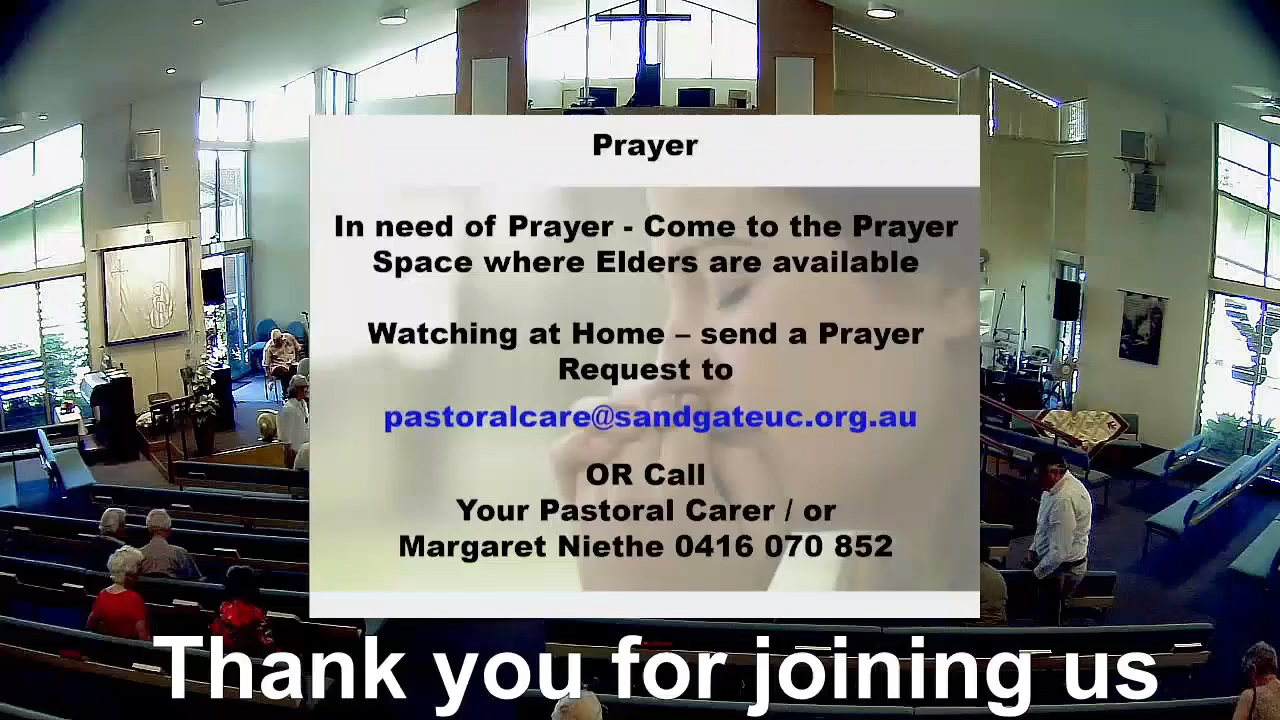 Prayer
In need of Prayer - Come to the Prayer
Space where Elders are available
Watching at Home – send a Prayer
Request to
pastoralcare@sandgateuc.org.au
OR Call
Your Pastoral Carer / or
Margaret Niethe 0416 070 852
Thank you for joining us